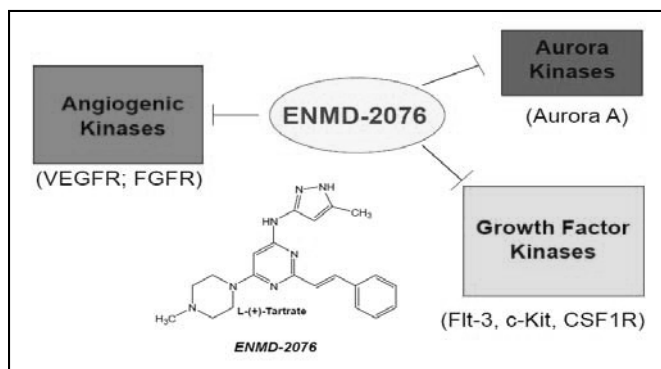 Aurora
Kinases
(Aurora A)
Angiogenic
Kinases
(VEGFR; FGFR)
ENMD-2076
Growth Factor
Kinases
(Flt-3, c-Kit, CSF1R)
N NH
HN
CH₃
N
N
N
N
H₃C
L-(+)-Tartrate
ENMD-2076